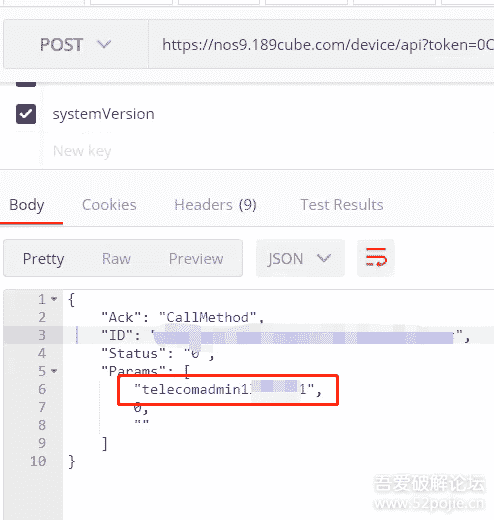 POST https://nos9.189cube.com/device/api?token=0C
systemVersion
New key
Body Cookies Headers (9) Test Results
Pretty Raw Preview JSON
1 {
2 "Ack": "CallMethod",
3 "ID": " ",
4 "Status": "0",
5 "Params": [
6 "telecomadmin1 1",
7 0,
8 ""
9 ]
10 }
吾爱破解论坛
www.52pojie.cn